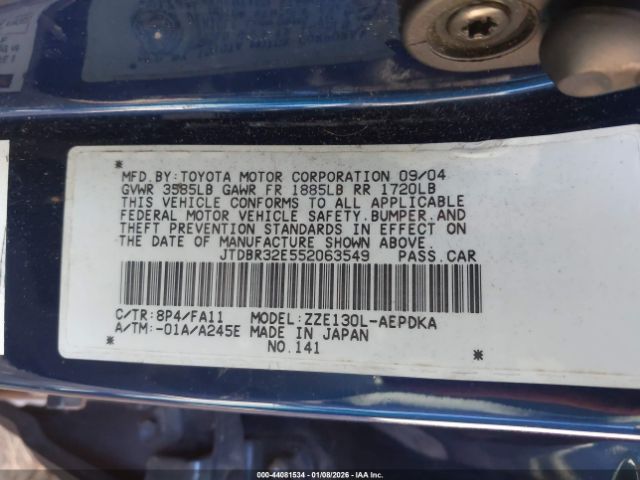 MFD.BY:TOYOTA MOTOR CORPORATION 09/04
GVWR 3585LB GAWR FR 1885LB RR 1720LB
THIS VEHICLE CONFORMS TO ALL APPLICABLE
FEDERAL MOTOR VEHICLE SAFETY.BUMPER.AND
THEFT PREVENTION STANDARDS IN EFFECT ON
THE DATE OF MANUFACTURE SHOWN ABOVE.
JTDBR32E552063549 PASS.CAR
C/TR:8P4/FA11 MODEL:ZZE130L-AEPDKA
A/TM:-01A/A245E MADE IN JAPAN
NO.141
000-44081534 | 01/08/2026 | IAA Corp.